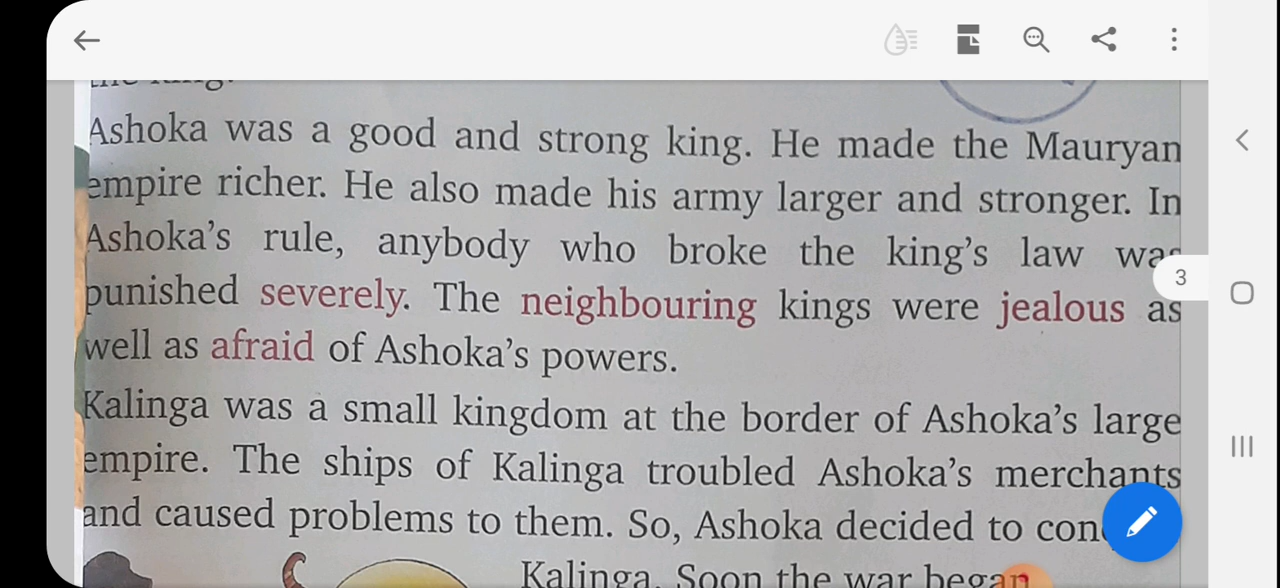 3
Ashoka was a good and strong king. He made the Mauryan
empire richer. He also made his army larger and stronger. In
Ashoka's rule, anybody who broke the king's law was
punished severely. The neighbouring kings were jealous as
well as afraid of Ashoka's powers.
Kalinga was a small kingdom at the border of Ashoka's large
empire. The ships of Kalinga troubled Ashoka's merchants
and caused problems to them. So, Ashoka decided to
Kalinga. Soon the war began